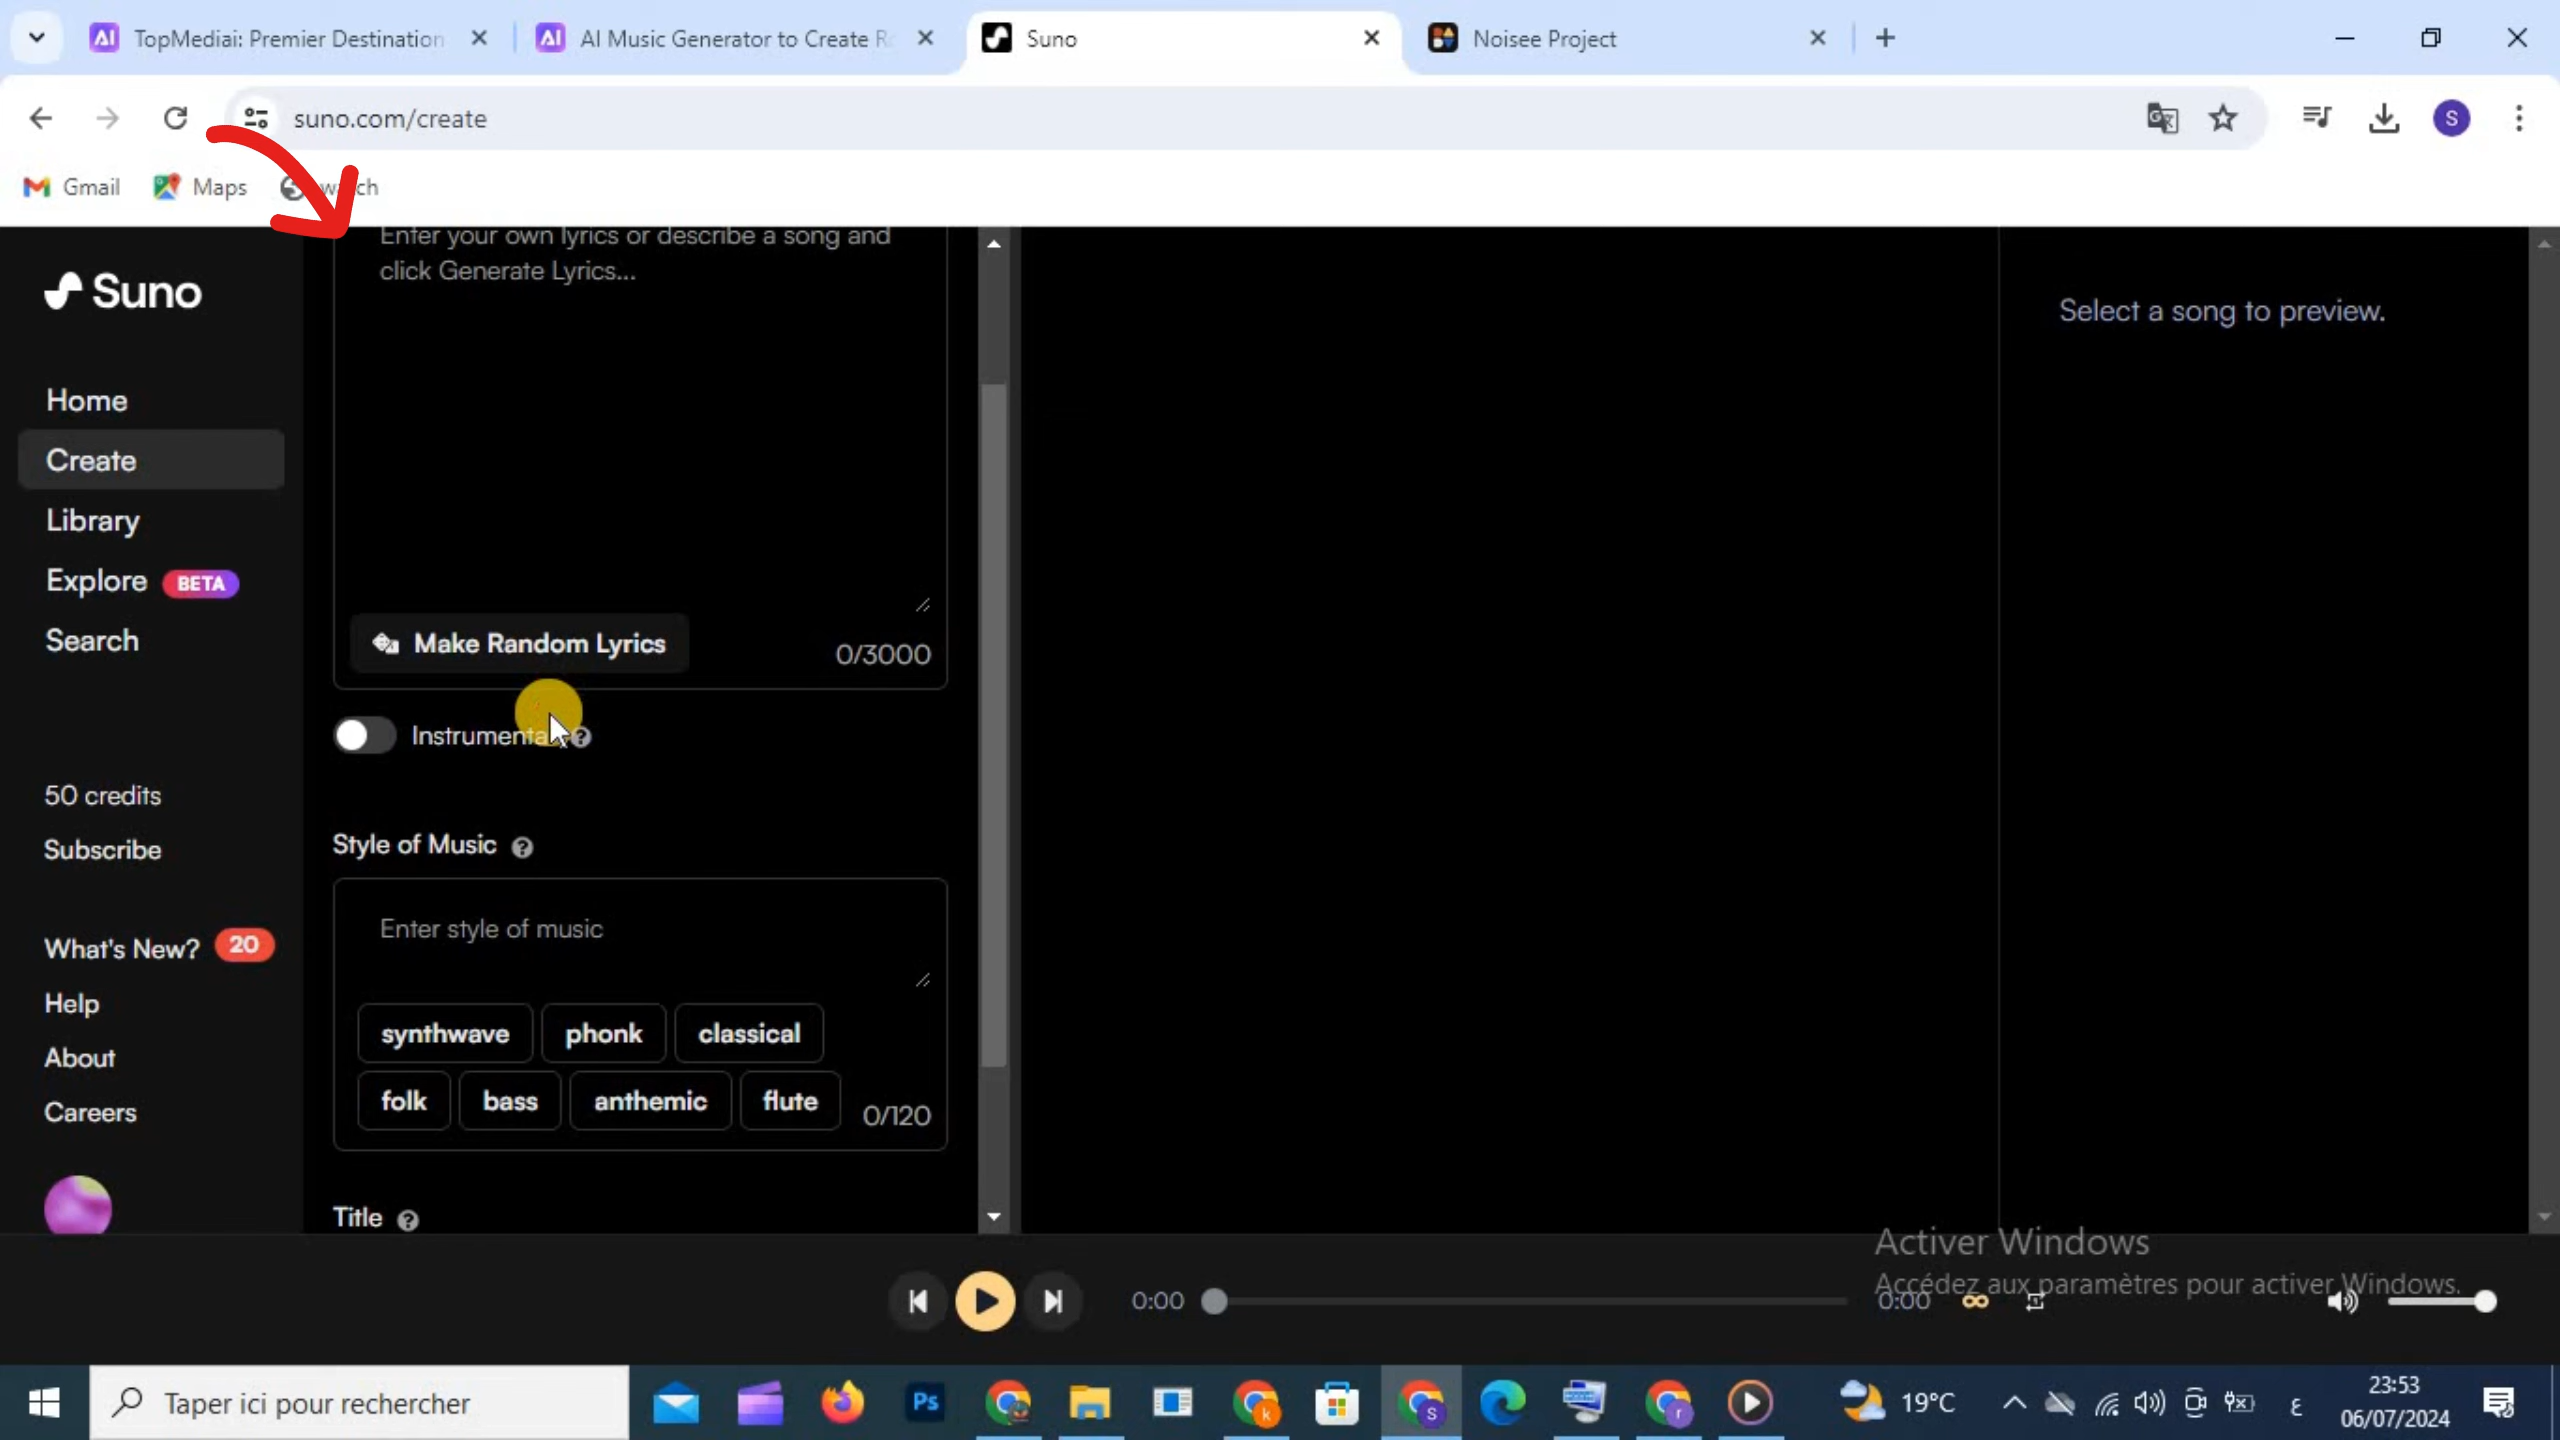 TopMediai: Premier Destination
AI Music Generator to Create R
Suno
Noisee Project
suno.com/create
S
Gmail
Maps
Enter your own lyrics or describe a song and
click Generate Lyrics...
Suno
Select a song to preview.
Home
Create
Library
Explore BETA
Search
Make Random Lyrics
0/3000
Instrumental
50 credits
Subscribe
Style of Music
Enter style of music
What's New? 20
Help
About
Careers
synthwave
phonk
classical
folk
bass
anthemic
flute
0/120
Title
Activer Windows
Accédez aux paramètres pour activer Windows.
0:00
0:00
Taper ici pour rechercher
Ps
k
S
r
19°C
ع
23:53
06/07/2024